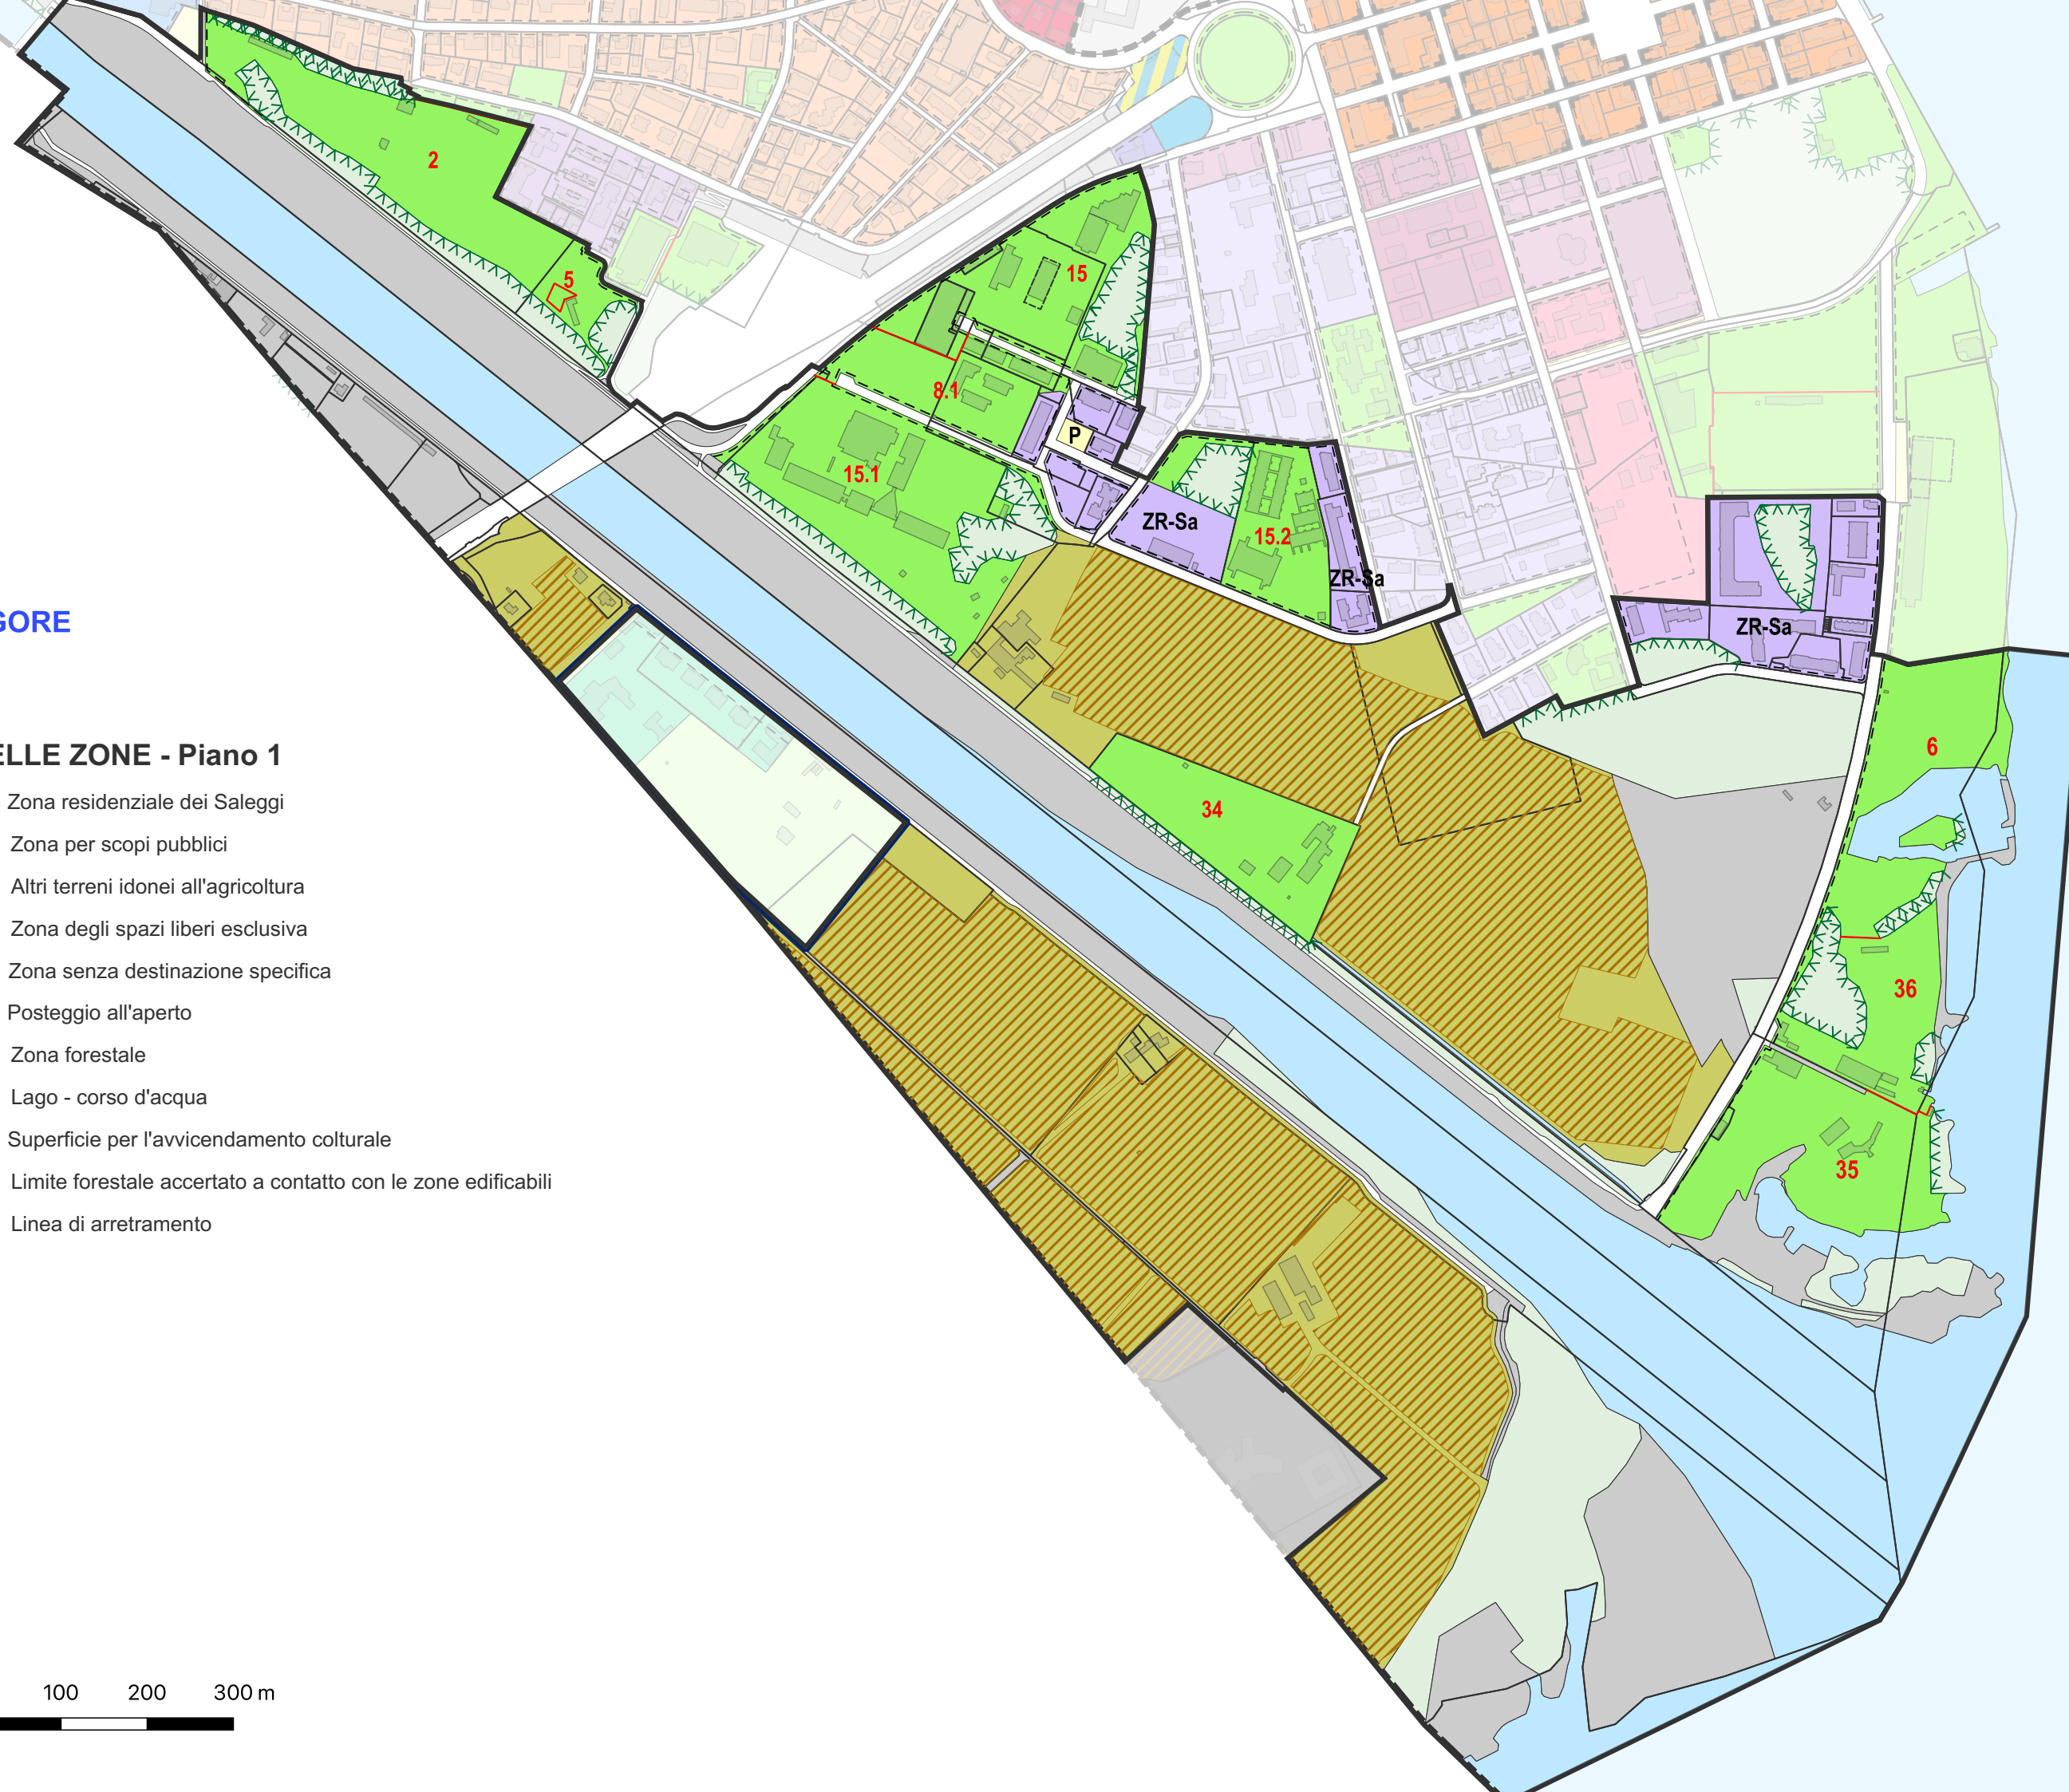 2
5
15
8.1
P
15.1
ZR-Sa
15.2
ZR-Sa
GORE
ZR-Sa
ELLE ZONE - Piano 1
6
Zona residenziale dei Saleggi
34
Zona per scopi pubblici
Altri terreni idonei all'agricoltura
Zona degli spazi liberi esclusiva
Zona senza destinazione specifica
36
Posteggio all'aperto
Zona forestale
Lago - corso d'acqua
Superficie per l'avvicendamento colturale
35
Limite forestale accertato a contatto con le zone edificabili
Linea di arretramento
100 200 300 m